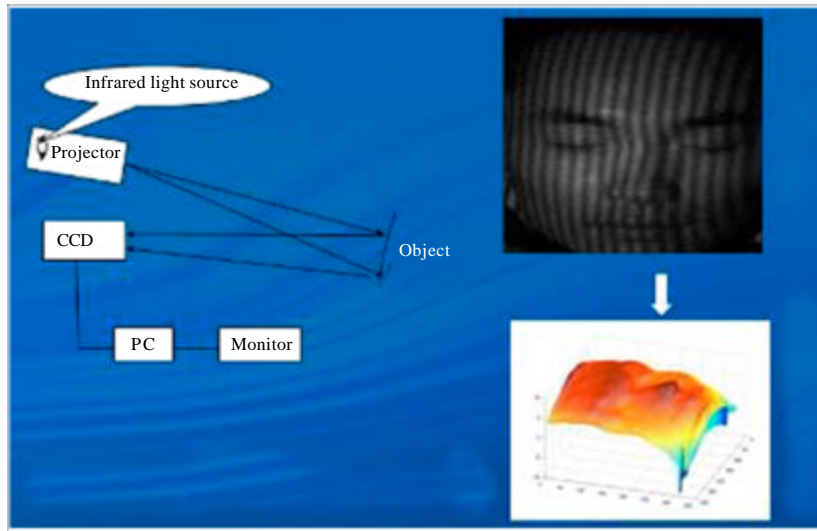 Infrared light source
Projector
CCD
Object
PC
Monitor